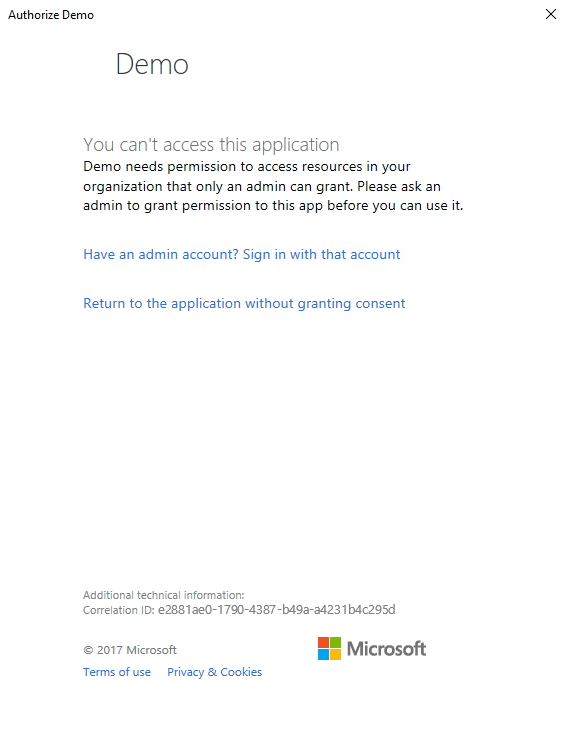 Authorize Demo
Demo
You can't access this application
Demo needs permission to access resources in your
organization that only an admin can grant. Please ask an
admin to grant permission to this app before you can use it.
Have an admin account? Sign in with that account
Return to the application without granting consent
Additional technical information:
Correlation ID: e2881ae0-1790-4387-b49a-a4231b4c295d
© 2017 Microsoft
Microsoft
Terms of use Privacy & Cookies